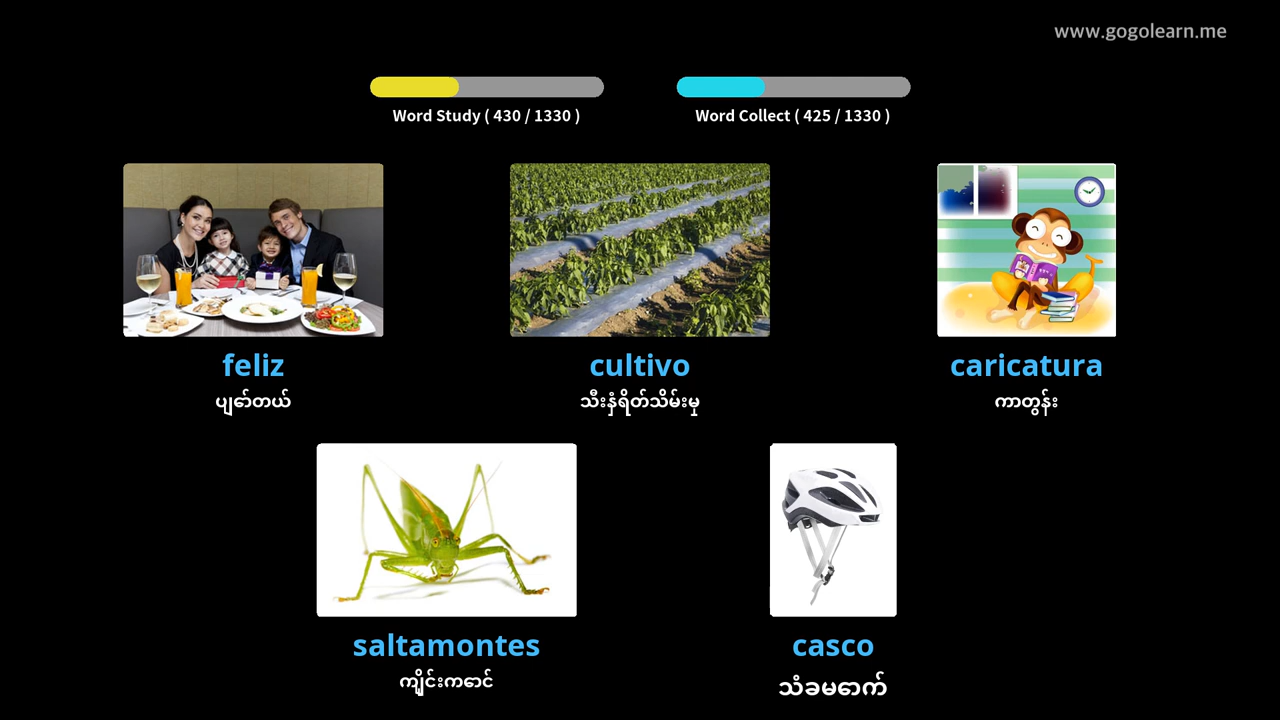 www.gogolearn.me
Word Study ( 430 / 1330 )
Word Collect ( 425 / 1330 )
feliz
ပျော်တယ်
cultivo
သီးနှံရိတ်သိမ်းမှု
caricatura
ကာတွန်း
saltamontes
ကျိုင်းကောင်
casco
သံခမောက်